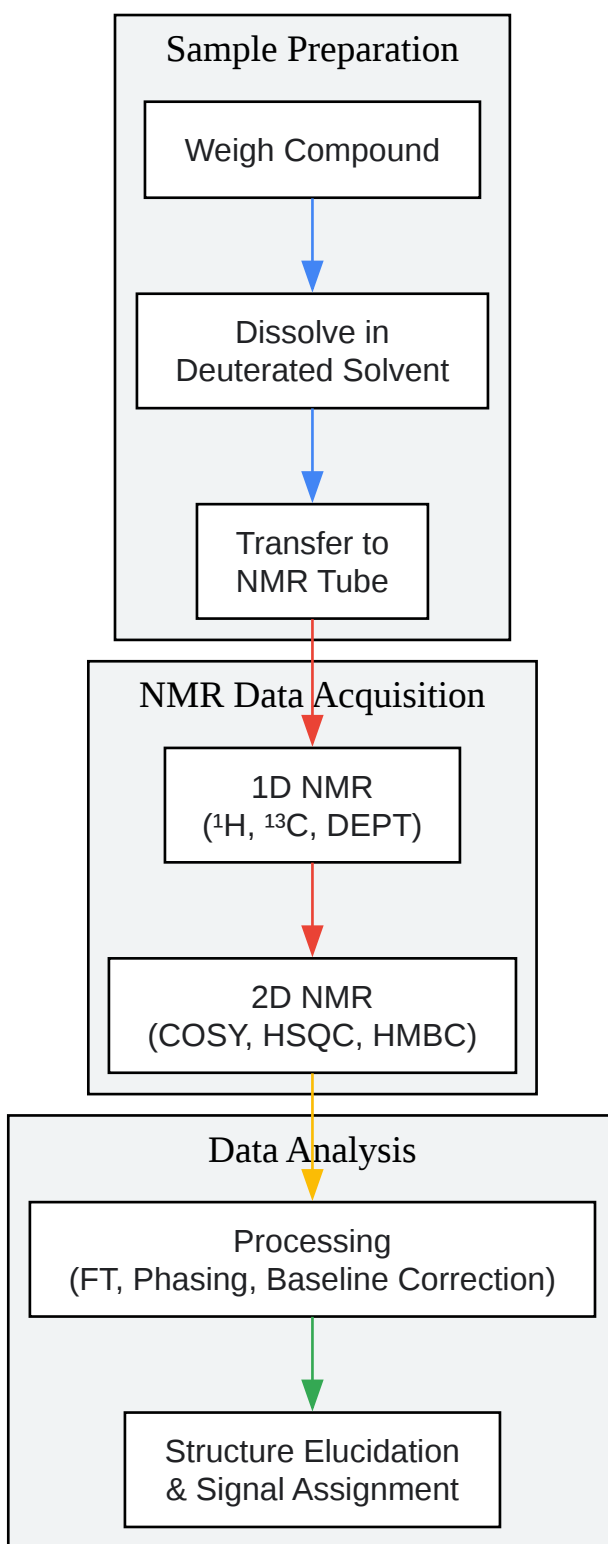 Sample Preparation
Weigh Compound
Dissolve in
Deuterated Solvent
Transfer to
NMR Tube
NMR Data Acquisition
1D NMR
(¹H, ¹³C, DEPT)
2D NMR
(COSY, HSQC, HMBC)
Data Analysis
Processing
(FT, Phasing, Baseline Correction)
Structure Elucidation
& Signal Assignment